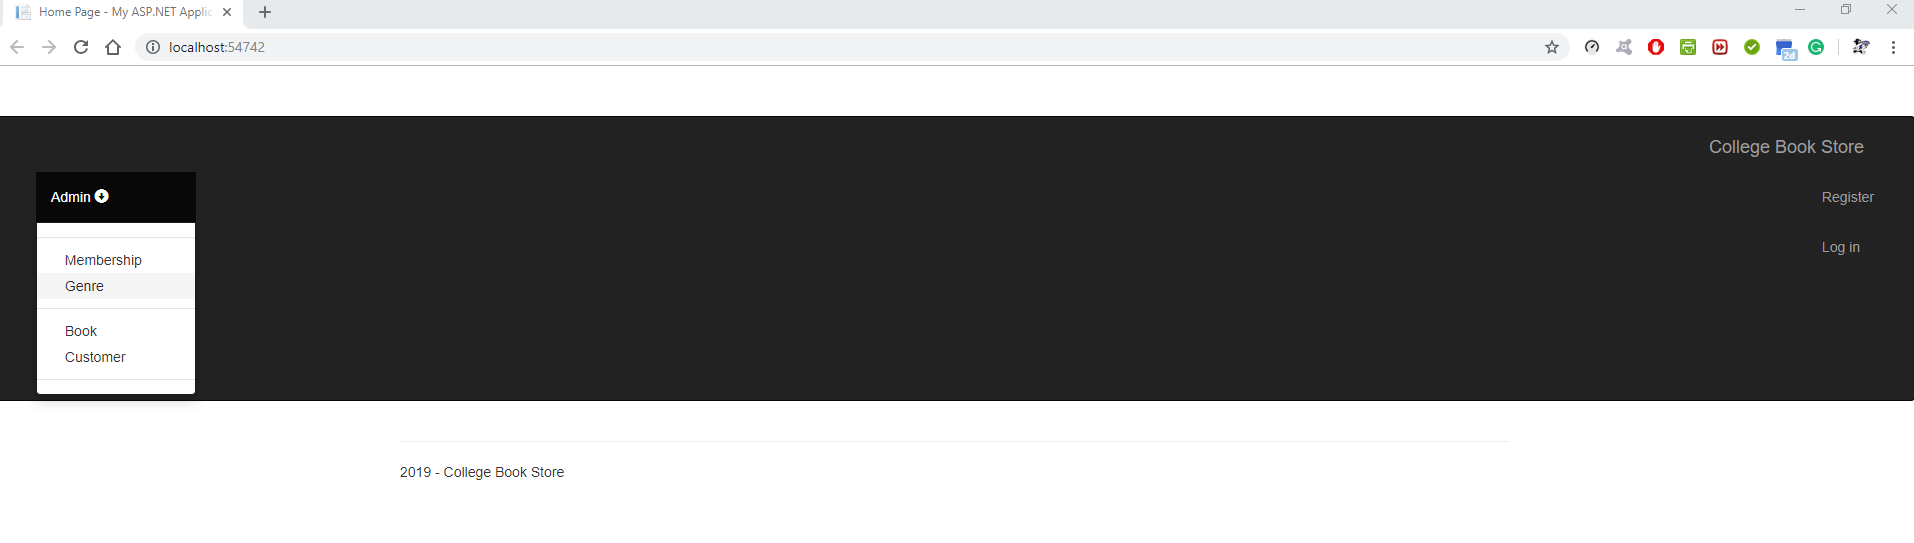 Home Page - My ASP.NET Applic
localhost:54742
2d
College Book Store
Admin
Register
Log in
Membership
Genre
Book
Customer
2019 - College Book Store